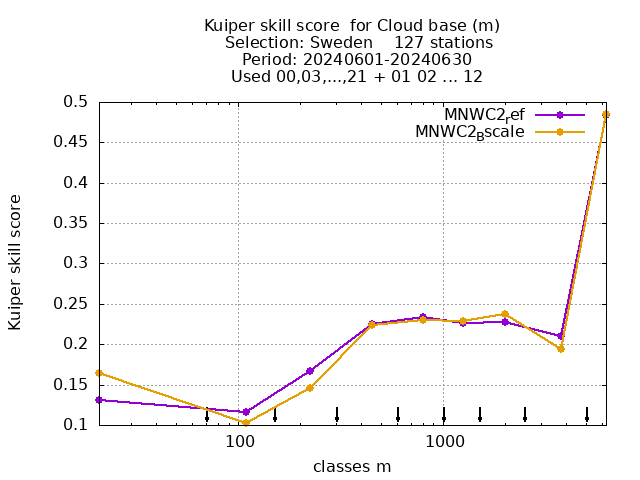 Kuiper skill score  for Cloud base (m)
Selection: Sweden    127 stations
Period: 20240601-20240630
Used 00,03,...,21 + 01 02 ... 12
MNWC2_ref
MNWC2_Bscale
0.5
0.45
0.4
0.35
0.3
0.25
0.2
0.15
0.1
Kuiper skill score
100
1000
classes m